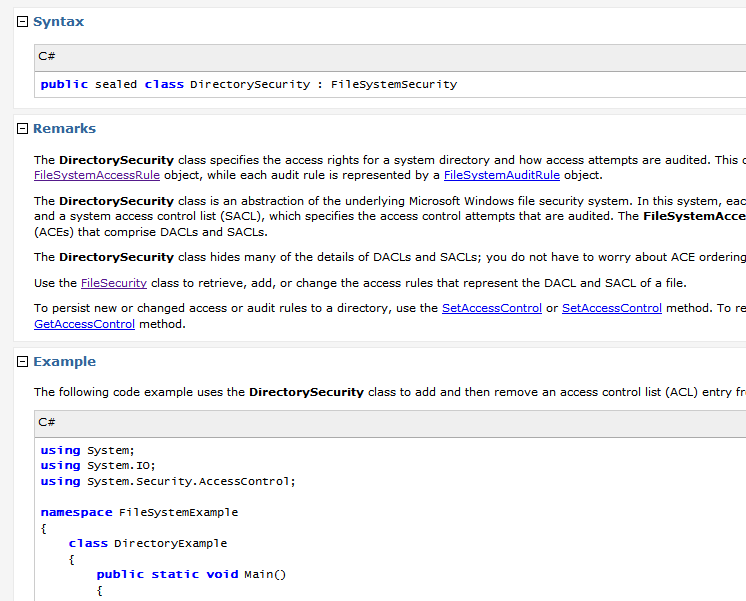 Syntax
C#
public sealed class DirectorySecurity : FileSystemSecurity
Remarks
The DirectorySecurity class specifies the access rights for a system directory and how access attempts are audited. This
FileSystemAccessRule object, while each audit rule is represented by a FileSystemAuditRule object.
The DirectorySecurity class is an abstraction of the underlying Microsoft Windows file security system. In this system, eac
and a system access control list (SACL), which specifies the access control attempts that are audited. The FileSystemAcce
(ACEs) that comprise DACLs and SACLs.
The DirectorySecurity class hides many of the details of DACLs and SACLs; you do not have to worry about ACE ordering
Use the FileSecurity class to retrieve, add, or change the access rules that represent the DACL and SACL of a file.
To persist new or changed access or audit rules to a directory, use the SetAccessControl or SetAccessControl method. To re
GetAccessControl method.
Example
The following code example uses the DirectorySecurity class to add and then remove an access control list (ACL) entry fr
C#
using System;
using System.IO;
using System.Security.AccessControl;
namespace FileSystemExample
{
class DirectoryExample
{
public static void Main()
{